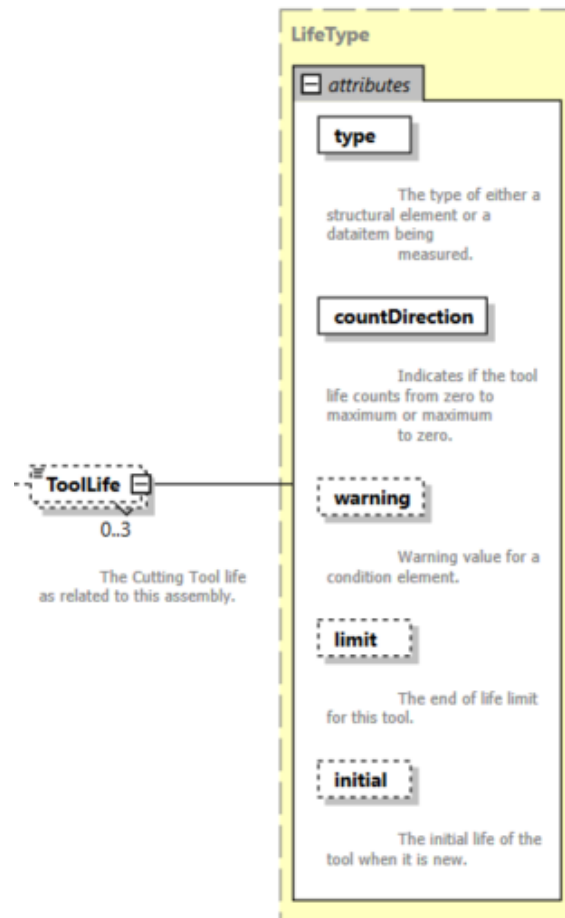 LifeType
attributes
type
The type of either a
structural element or a
dataitem being
measured.
countDirection
Indicates if the tool
life counts from zero to
maximum or maximum
to zero.
ToolLife
0..3
The Cutting Tool life
as related to this assembly.
warning
Warning value for a
condition element.
limit
The end of life limit
for this tool.
initial
The initial life of the
tool when it is new.